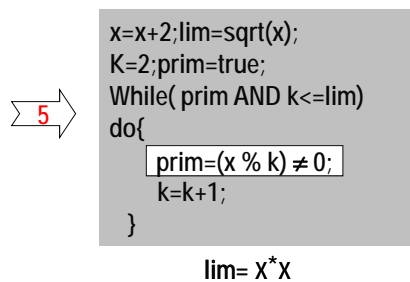 x=x+2;lim=sqrt(x);
K=2;prim=true;
While( prim AND k<=lim)
5
do{
prim=(x % k) ≠ 0;
k=k+1;
}
lim= x*x